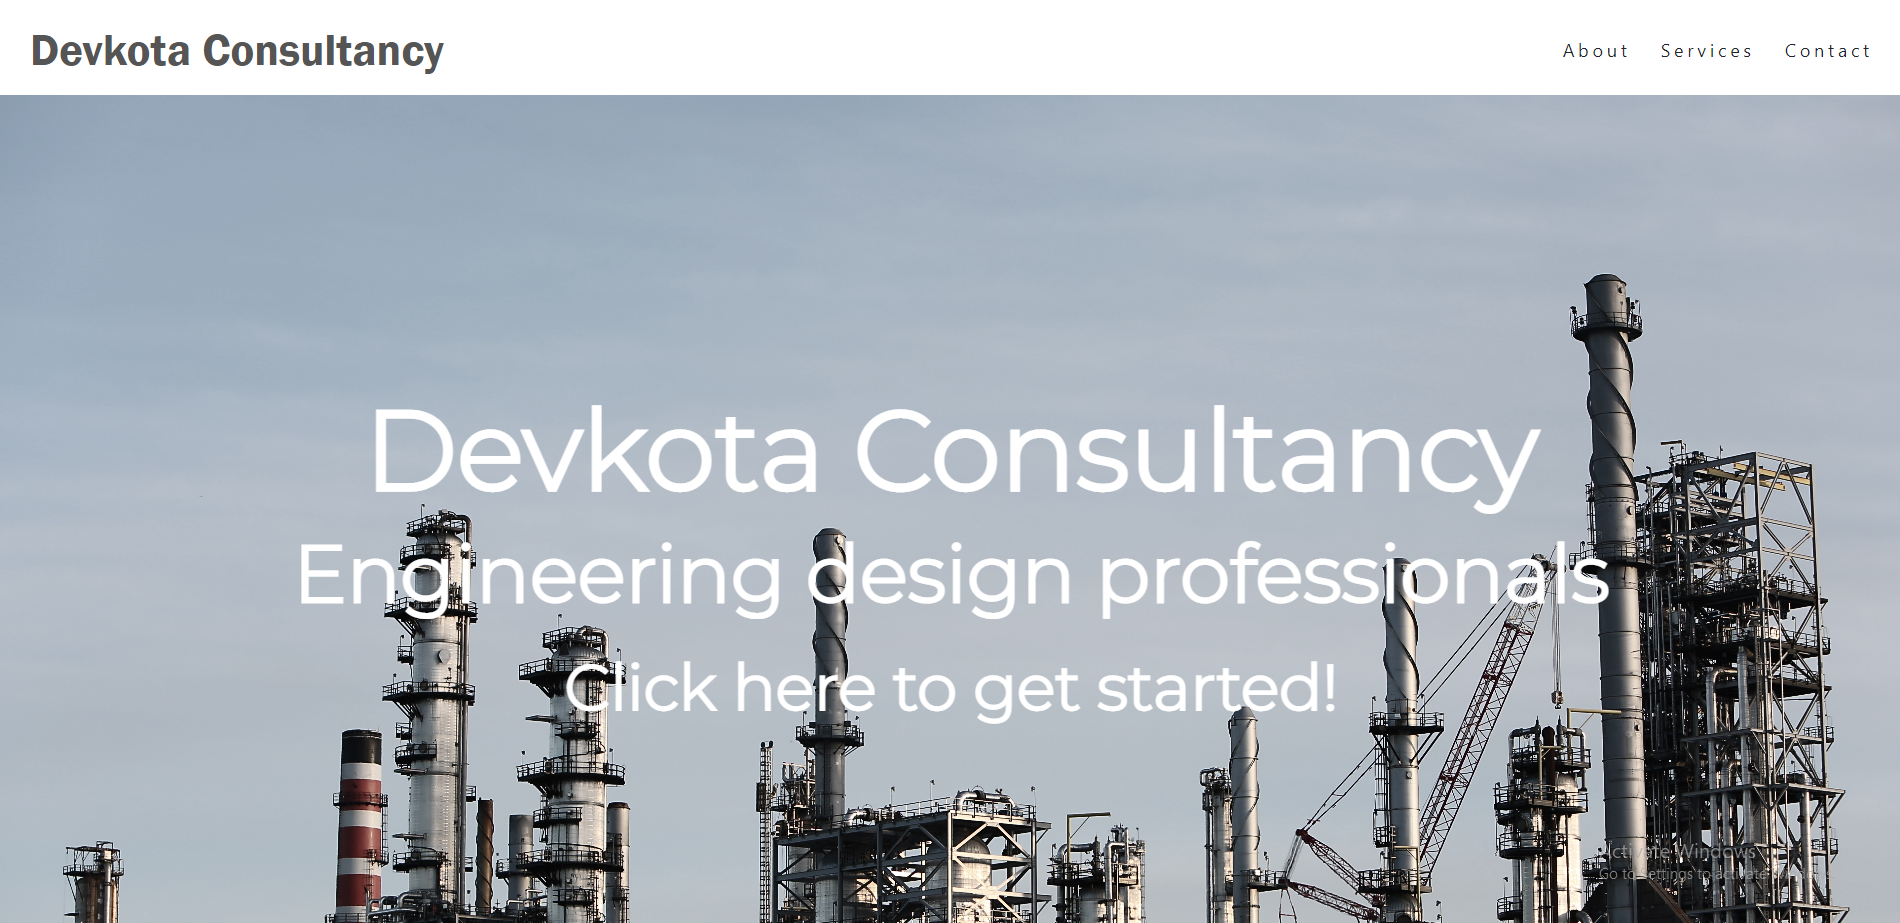 Devkota Consultancy
About Services Contact
Devkota Consultancy
Engineering design professionals
Click here to get started!
Activate Windows
Go to Settings to activate